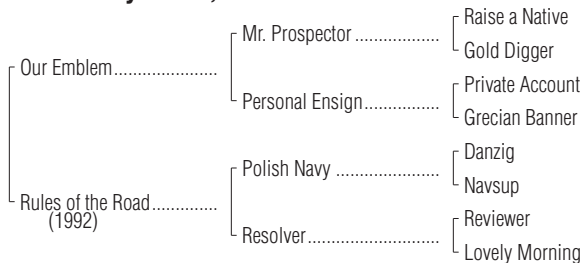 Raise a Native
Mr. Prospector ....................
Gold Digger
Our Emblem.......................
Private Account
Personal Ensign..................
Grecian Banner
Danzig
Polish Navy .........................
Navsup
Rules of the Road...............
(1992)
Reviewer
Resolver................................
Lovely Morning